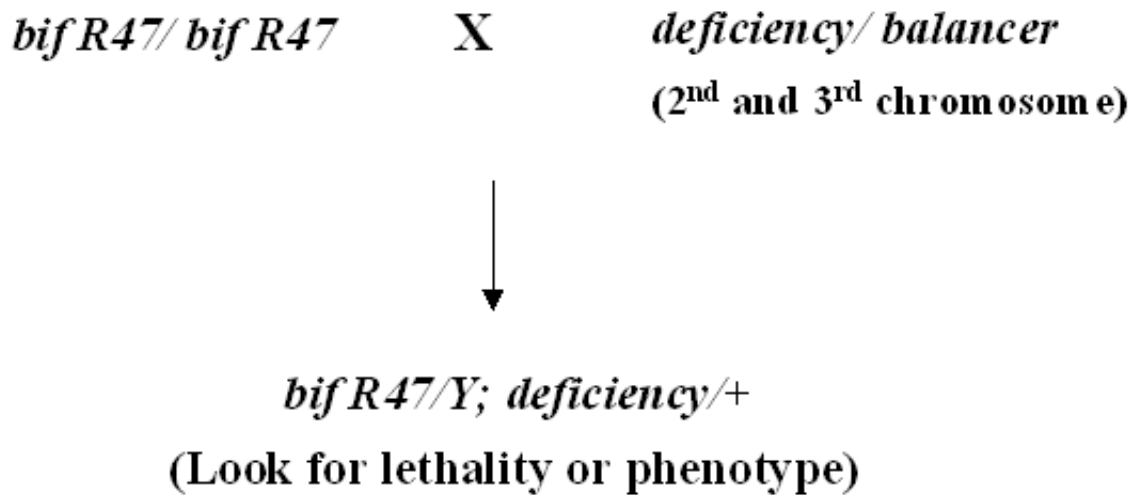 bif R47/ bif R47 X deficiency/ balancer
(2nd and 3rd chromosome)
bif R47/Y; deficiency/+
(Look for lethality or phenotype)